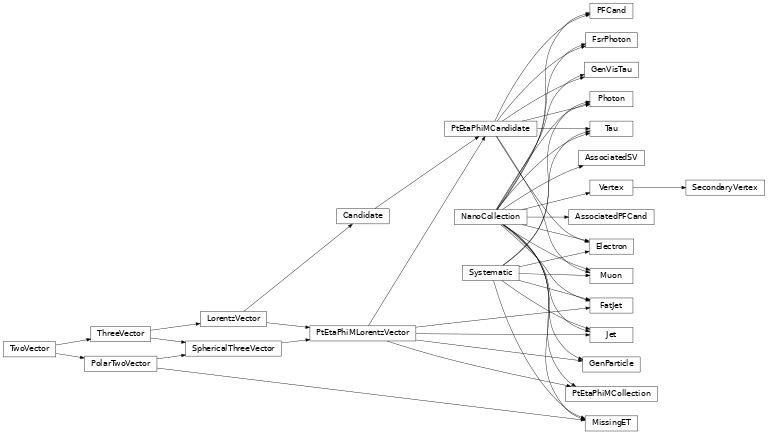 PFCand
FsrPhoton
GenVisTau
Photon
PtEtaPhiMCandidate
Tau
AssociatedSV
Vertex
SecondaryVertex
Candidate
NanoCollection
AssociatedPFCand
Electron
Systematic
Muon
FatJet
LorentzVector
ThreeVector
PtEtaPhiMLorentzVector
Jet
TwoVector
SphericalThreeVector
PolarTwoVector
GenParticle
PtEtaPhiMCollection
MissingET